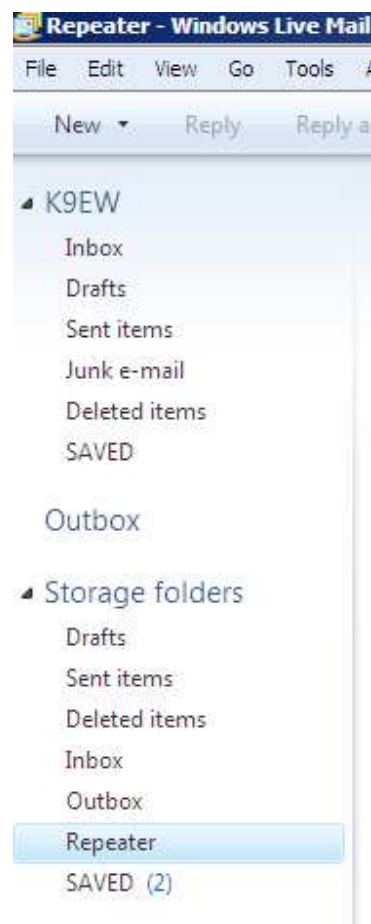 Repeater - Windows Live Mail
File Edit View Go Tools
New Reply Reply a
K9EW
Inbox
Drafts
Sent items
Junk e-mail
Deleted items
SAVED
Outbox
Storage folders
Drafts
Sent items
Deleted items
Inbox
Outbox
Repeater
SAVED (2)